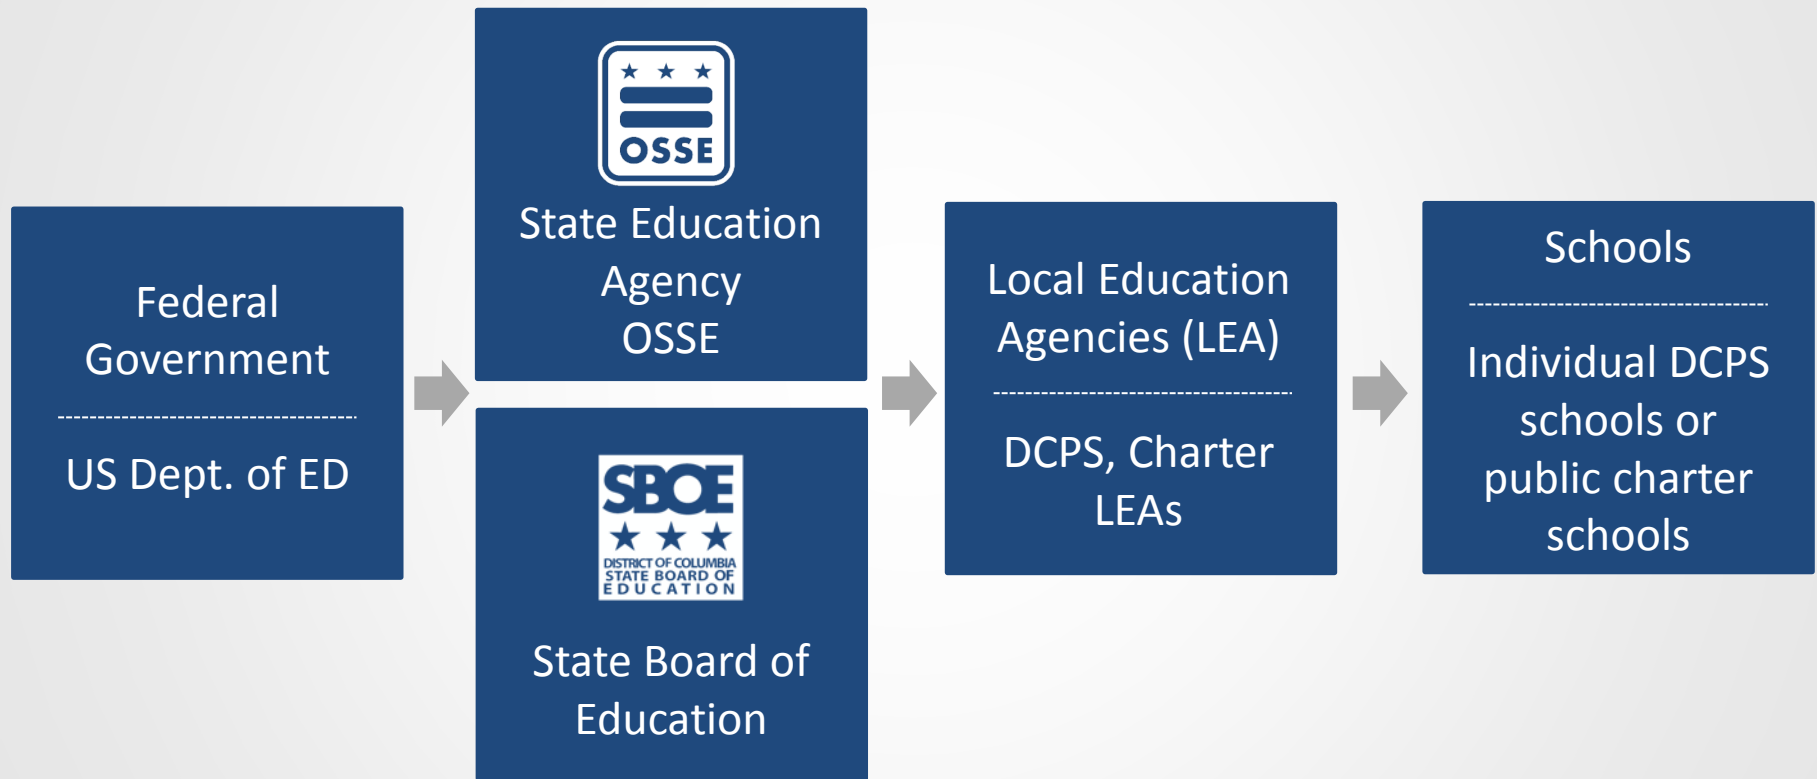 Federal
Government
US Dept. of ED
OSSE
State Education
Agency
OSSE
SBOE
DISTRICT OF COLUMBIA
STATE BOARD OF
EDUCATION
State Board of
Education
Local Education
Agencies (LEA)
DCPS, Charter
LEAs
Schools
Individual DCPS
schools or
public charter
schools